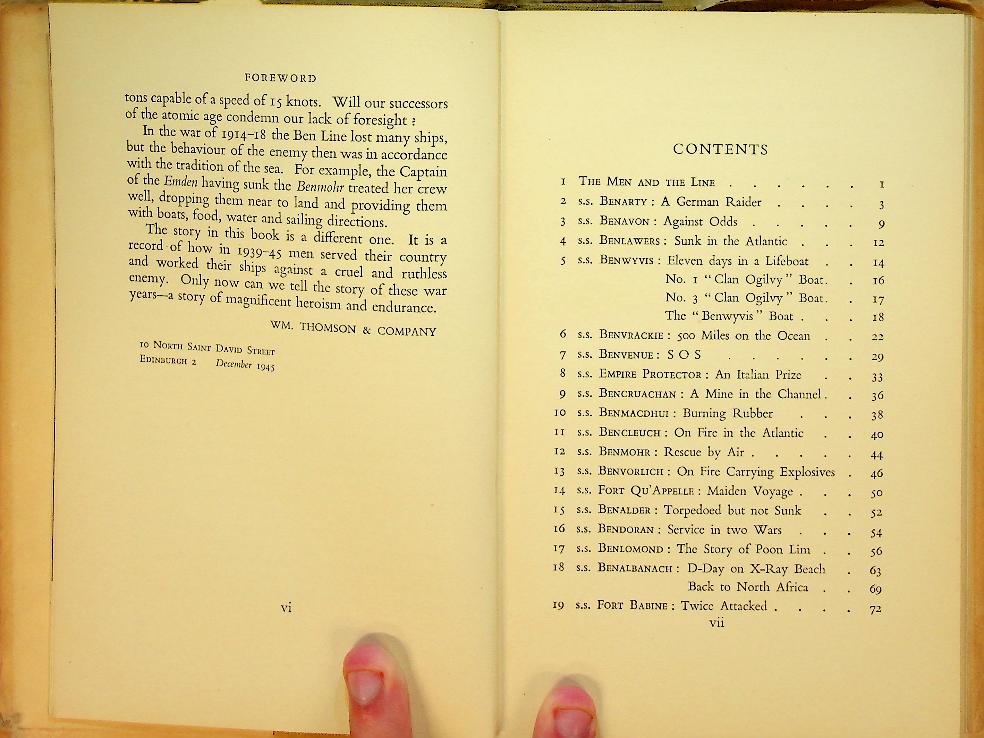 FOREWORD
tons capable of a speed of 15 knots. Will our successors
of the atomic age condemn our lack of foresight ?
In the war of 1914–18 the Ben Line lost many ships,
but the behaviour of the enemy then was in accordance
with the tradition of the sea. For example, the Captain
of the Emden having sunk the Benmohr treated her crew
well, dropping them near to land and providing them
with boats, food, water and sailing directions.
The story in this book is a different one. It is a
record of how in 1939–45 men served their country
and worked their ships against a cruel and ruthless
enemy. Only now can we tell the story of these war
years—a story of magnificent heroism and endurance.
WM. THOMSON & COMPANY
10 NORTH SAINT DAVID STREET
EDINBURGH 2 December 1945
vi
CONTENTS
1 THE MEN AND THE LINE . . . . . . 1
2 s.s. BENARTY : A German Raider . . . . 3
3 s.s. BENAVON : Against Odds . . . . . 9
4 s.s. BENLAWERS : Sunk in the Atlantic . . . 12
5 s.s. BENWYVIS : Eleven days in a Lifeboat . . 14
No. 1 “ Clan Ogilvy ” Boat . . 16
No. 3 “ Clan Ogilvy ” Boat . . 17
The “ Benwyvis ” Boat . . . 18
6 s.s. BENVRACKIE : 500 Miles on the Ocean . . 22
7 s.s. BENVENUE : S O S . . . . . . 29
8 s.s. EMPIRE PROTECTOR : An Italian Prize . . 33
9 s.s. BENCRUACHAN : A Mine in the Channel . . 36
10 s.s. BENMACDHUI : Burning Rubber . . . 38
11 s.s. BENCLEUCH : On Fire in the Atlantic . . 40
12 s.s. BENMOHR : Rescue by Air . . . . . 44
13 s.s. BENVORLICH : On Fire Carrying Explosives . 46
14 s.s. FORT QU'APPELLE : Maiden Voyage . . . 50
15 s.s. BENALDER : Torpedoed but not Sunk . . 52
16 s.s. BENDORAN : Service in two Wars . . . 54
17 s.s. BENLOMOND : The Story of Poon Lim . . 56
18 s.s. BENALBANACH : D-Day on X-Ray Beach . 63
Back to North Africa . . 69
19 s.s. FORT BABINE : Twice Attacked . . . . 72
vii